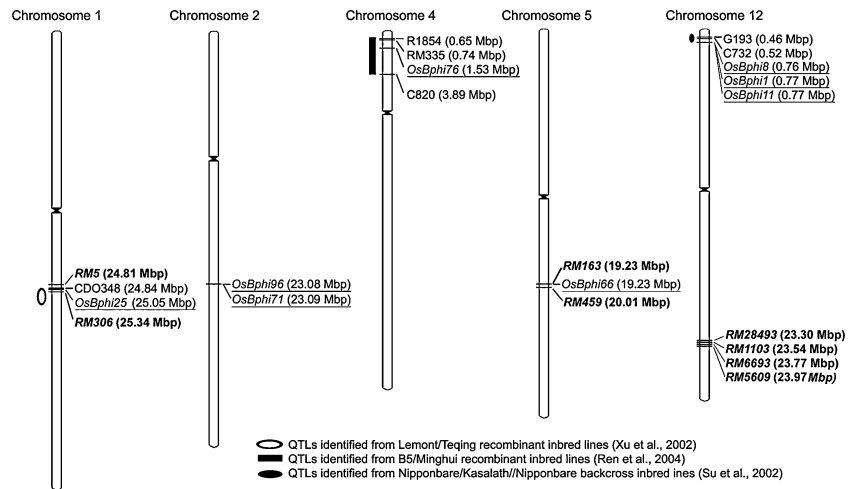 Chromosome 1
Chromosome 2
Chromosome 4
Chromosome 5
Chromosome 12
RM5 (24.81 Mbp)
CDO348 (24.84 Mbp)
OsBphi25 (25.05 Mbp)
RM306 (25.34 Mbp)
OsBphi96 (23.08 Mbp)
OsBphi71 (23.09 Mbp)
R1854 (0.65 Mbp)
RM335 (0.74 Mbp)
OsBphi76 (1.53 Mbp)
C820 (3.89 Mbp)
RM163 (19.23 Mbp)
OsBphi66 (19.23 Mbp)
RM459 (20.01 Mbp)
G193 (0.46 Mbp)
C732 (0.52 Mbp)
OsBphi8 (0.76 Mbp)
OsBphi1 (0.77 Mbp)
OsBphi11 (0.77 Mbp)
RM28493 (23.30 Mbp)
RM1103 (23.54 Mbp)
RM6693 (23.77 Mbp)
RM5609 (23.97Mbp)
QTLs identified from Lemont/Teqing recombinant inbred lines (Xu et al., 2002)
QTLs identified from B5/Minghui recombinant inbred lines (Ren et al., 2004)
QTLs identified from Nipponbare/Kasalath//Nipponbare backcross inbred lines (Su et al., 2002)